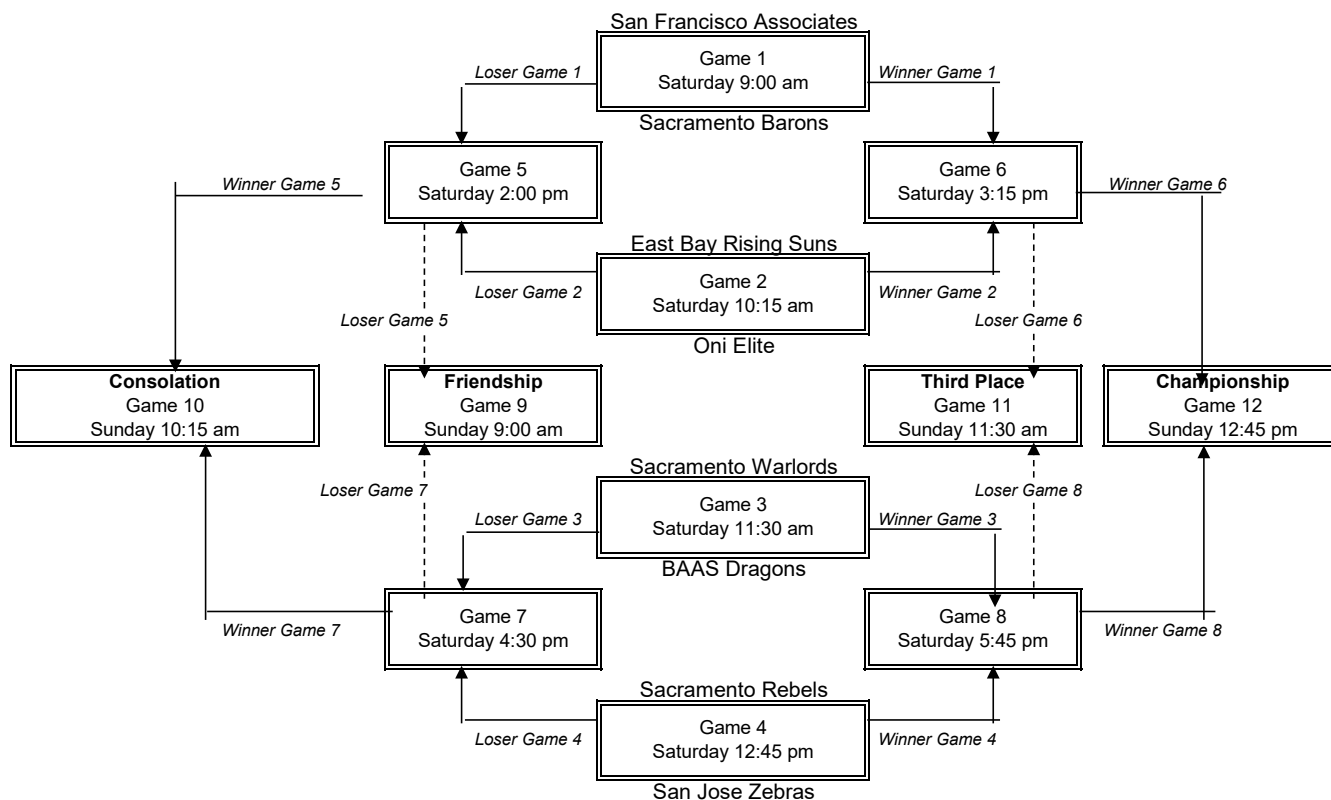 San Francisco Associates
Game 1
Saturday 9:00 am
Loser Game 1
Winner Game 1
Sacramento Barons
Game 5
Saturday 2:00 pm
Game 6
Saturday 3:15 pm
Winner Game 5
Winner Game 6
East Bay Rising Suns
Game 2
Saturday 10:15 am
Loser Game 2
Winner Game 2
Loser Game 5
Loser Game 6
Oni Elite
Consolation
Game 10
Sunday 10:15 am
Friendship
Game 9
Sunday 9:00 am
Third Place
Game 11
Sunday 11:30 am
Championship
Game 12
Sunday 12:45 pm
Sacramento Warlords
Loser Game 7
Loser Game 8
Game 3
Saturday 11:30 am
Loser Game 3
Winner Game 3
BAAS Dragons
Game 7
Saturday 4:30 pm
Game 8
Saturday 5:45 pm
Winner Game 7
Winner Game 8
Sacramento Rebels
Game 4
Saturday 12:45 pm
Loser Game 4
Winner Game 4
San Jose Zebras